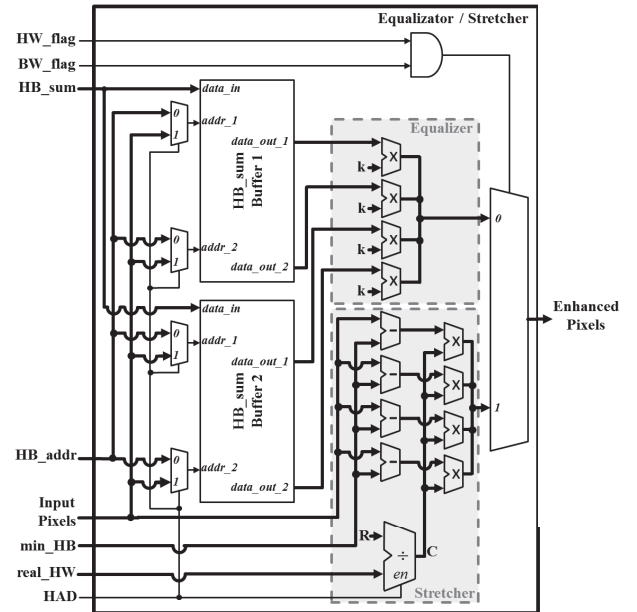 Equalizator / Stretcher
HW_flag
BW_flag
HB_sum
data_in
0
1
addr_1
data_out_1
HB_sum
Buffer 1
0
1
addr_2
data_out_2
Equalizer
k
X
k
X
k
X
k
X
0
data_in
0
1
addr_1
data_out_1
HB_sum
Buffer 2
HB_addr
0
1
addr_2
data_out_2
Enhanced
Pixels
1
−
X
−
X
−
X
−
X
Input
Pixels
min_HB
real_HW
HAD
R
÷
en
C
Stretcher